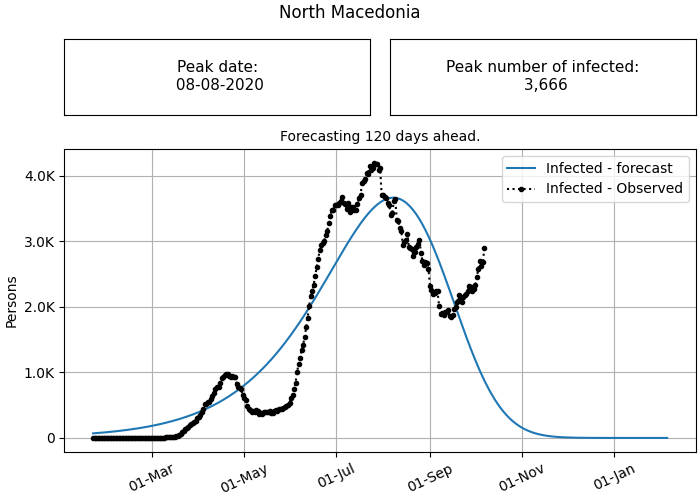 North Macedonia
Peak date:
08-08-2020
Peak number of infected:
3,666
Forecasting 120 days ahead.
Infected - forecast
Infected - Observed
Persons
4.0K
3.0K
2.0K
1.0K
0
01-Mar
01-May
01-Jul
01-Sep
01-Nov
01-Jan